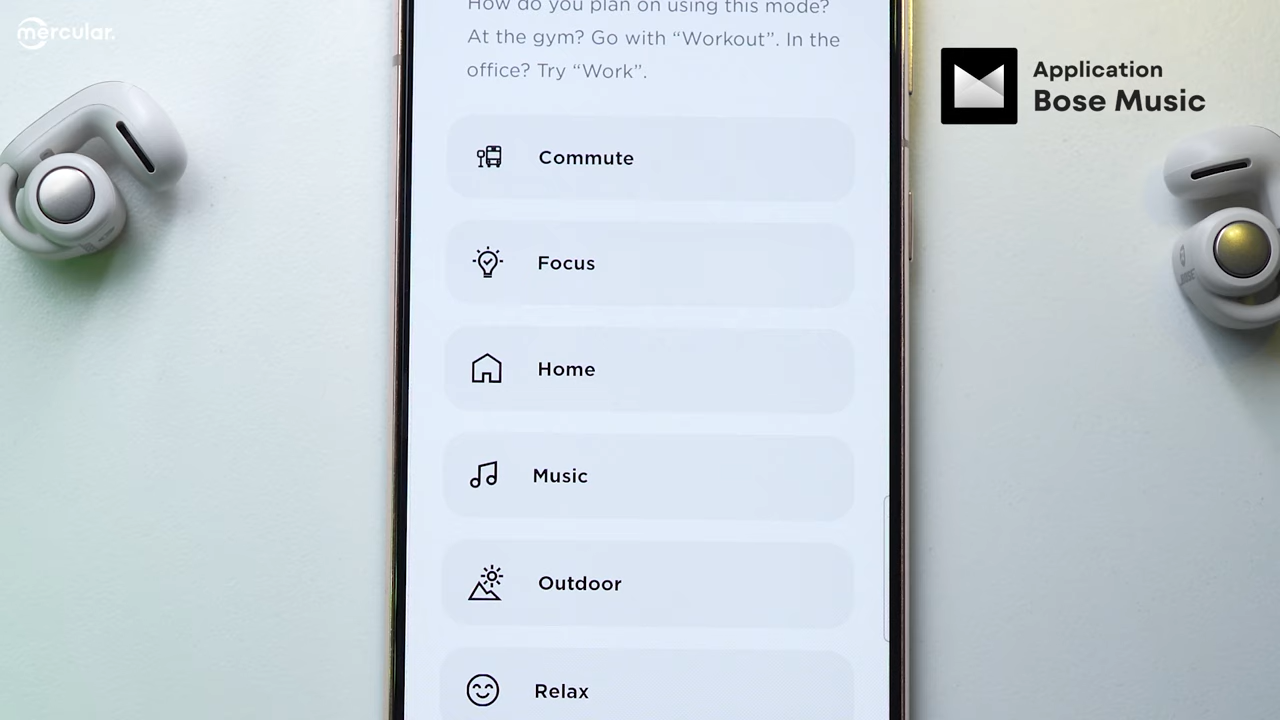 mercular.
How do you plan on using this mode?
At the gym? Go with “Workout”. In the
office? Try “Work”.
Application
Bose Music
Commute
Focus
Home
Music
Outdoor
Relax